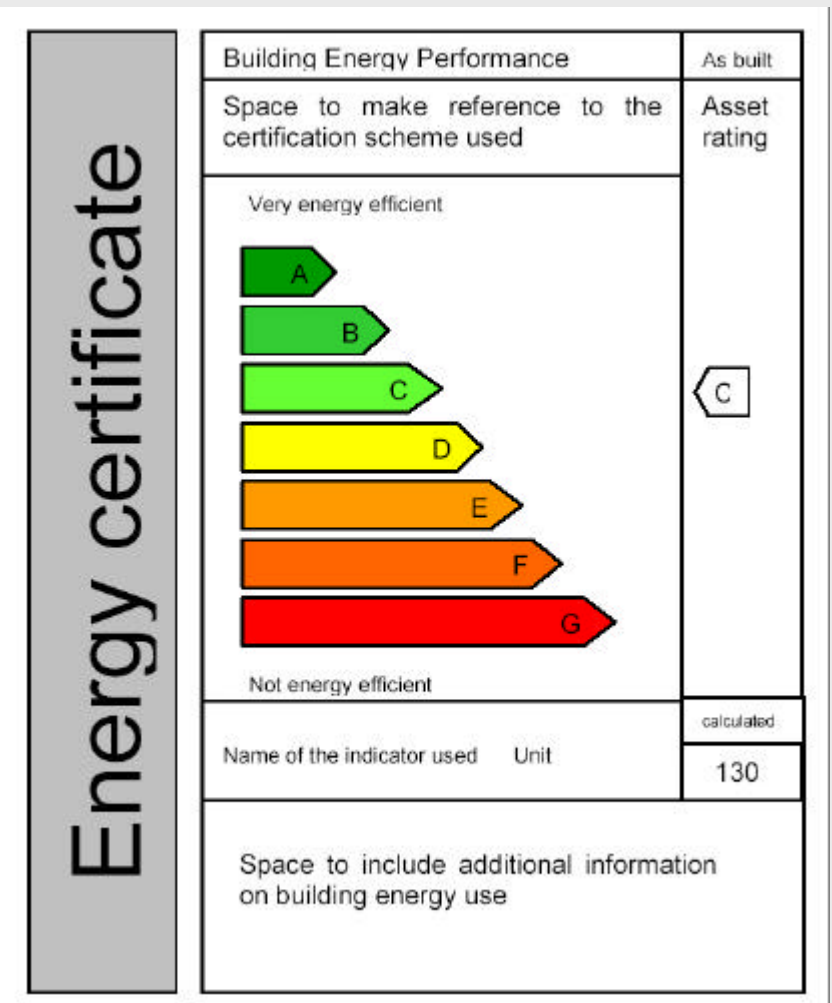 Energy certificate
Building Energy Performance
As built
Space to make reference to the
certification scheme used
Asset
rating
Very energy efficient
A
B
C
C
D
E
F
G
Not energy efficient
calculated
Name of the indicator used Unit
130
Space to include additional information
on building energy use